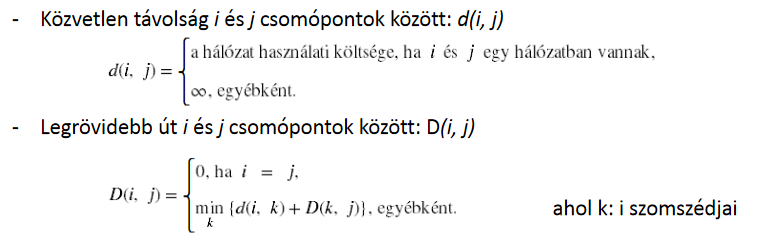 - Közvetlen távolság i és j csomópontok között: d(i, j)
d(i, j) = { a hálózat használati költsége, ha i és j egy hálózatban vannak,
∞, egyébként.
- Legrövidebb út i és j csomópontok között: D(i, j)
D(i, j) = { 0, ha i = j,
min {d(i, k) + D(k, j)}, egyébként. ahol k: i szomszédjai
k